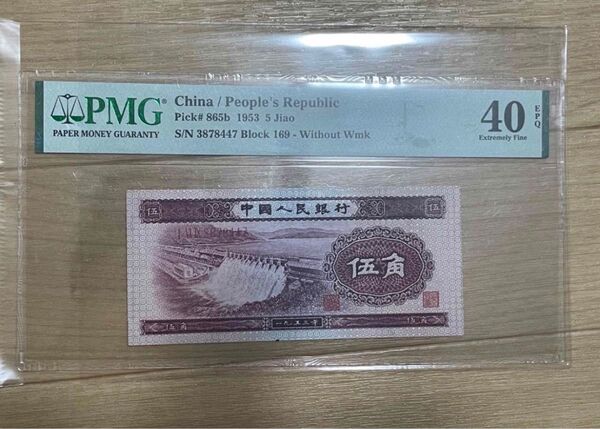 PMG
PAPER MONEY GUARANTY
China / People's Republic
Pick# 865b 1953 5 Jiao
S/N 3878447 Block 169 - Without Wmk
40
EPQ
Extremely Fine
伍
中國人民銀行
伍
伍角
伍角
一九五三年
伍角